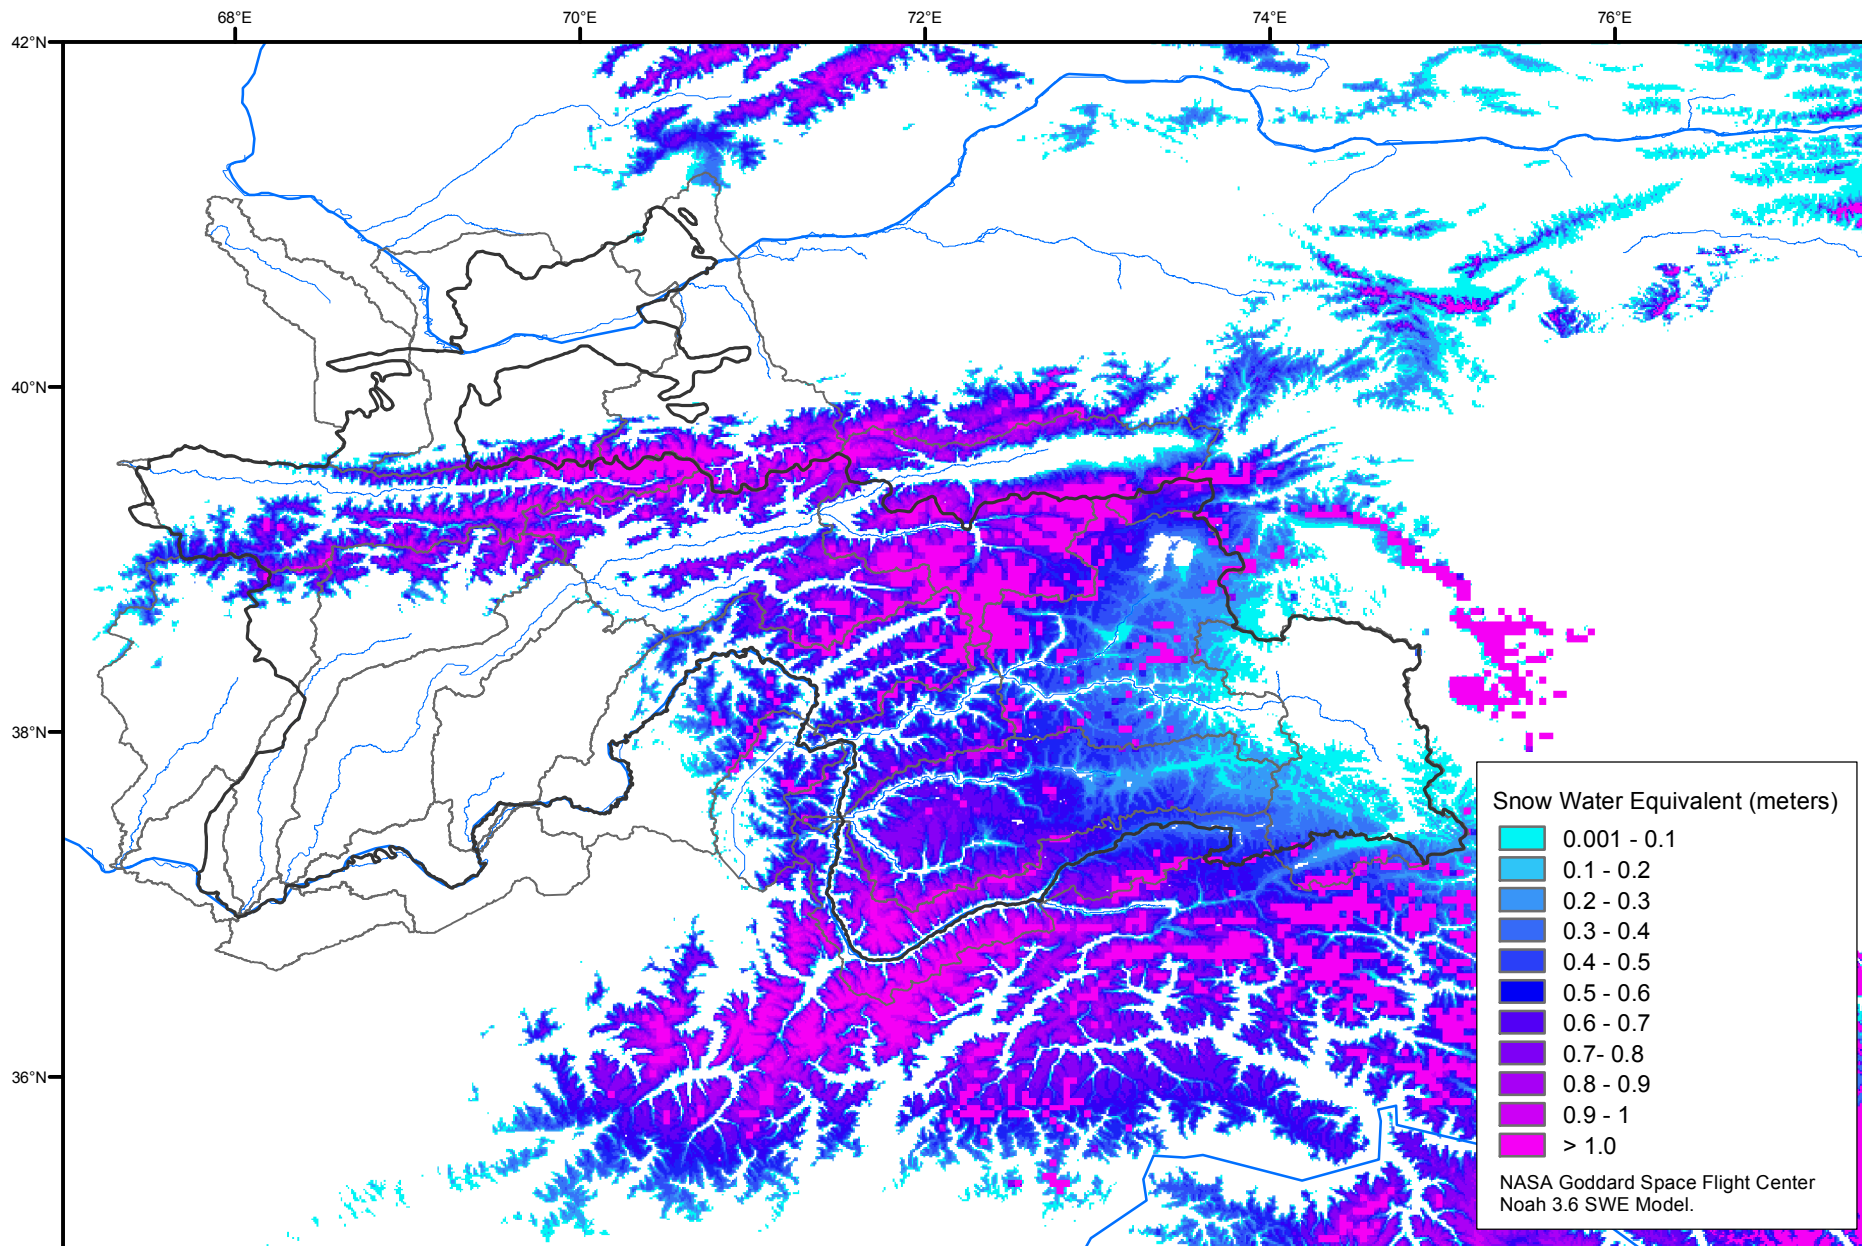 68°E
70°E
72°E
74°E
76°E
42°N
40°N
38°N
36°N
Snow Water Equivalent (meters)
0.001 - 0.1
0.1 - 0.2
0.2 - 0.3
0.3 - 0.4
0.4 - 0.5
0.5 - 0.6
0.6 - 0.7
0.7- 0.8
0.8 - 0.9
0.9 - 1
> 1.0
NASA Goddard Space Flight Center
Noah 3.6 SWE Model.